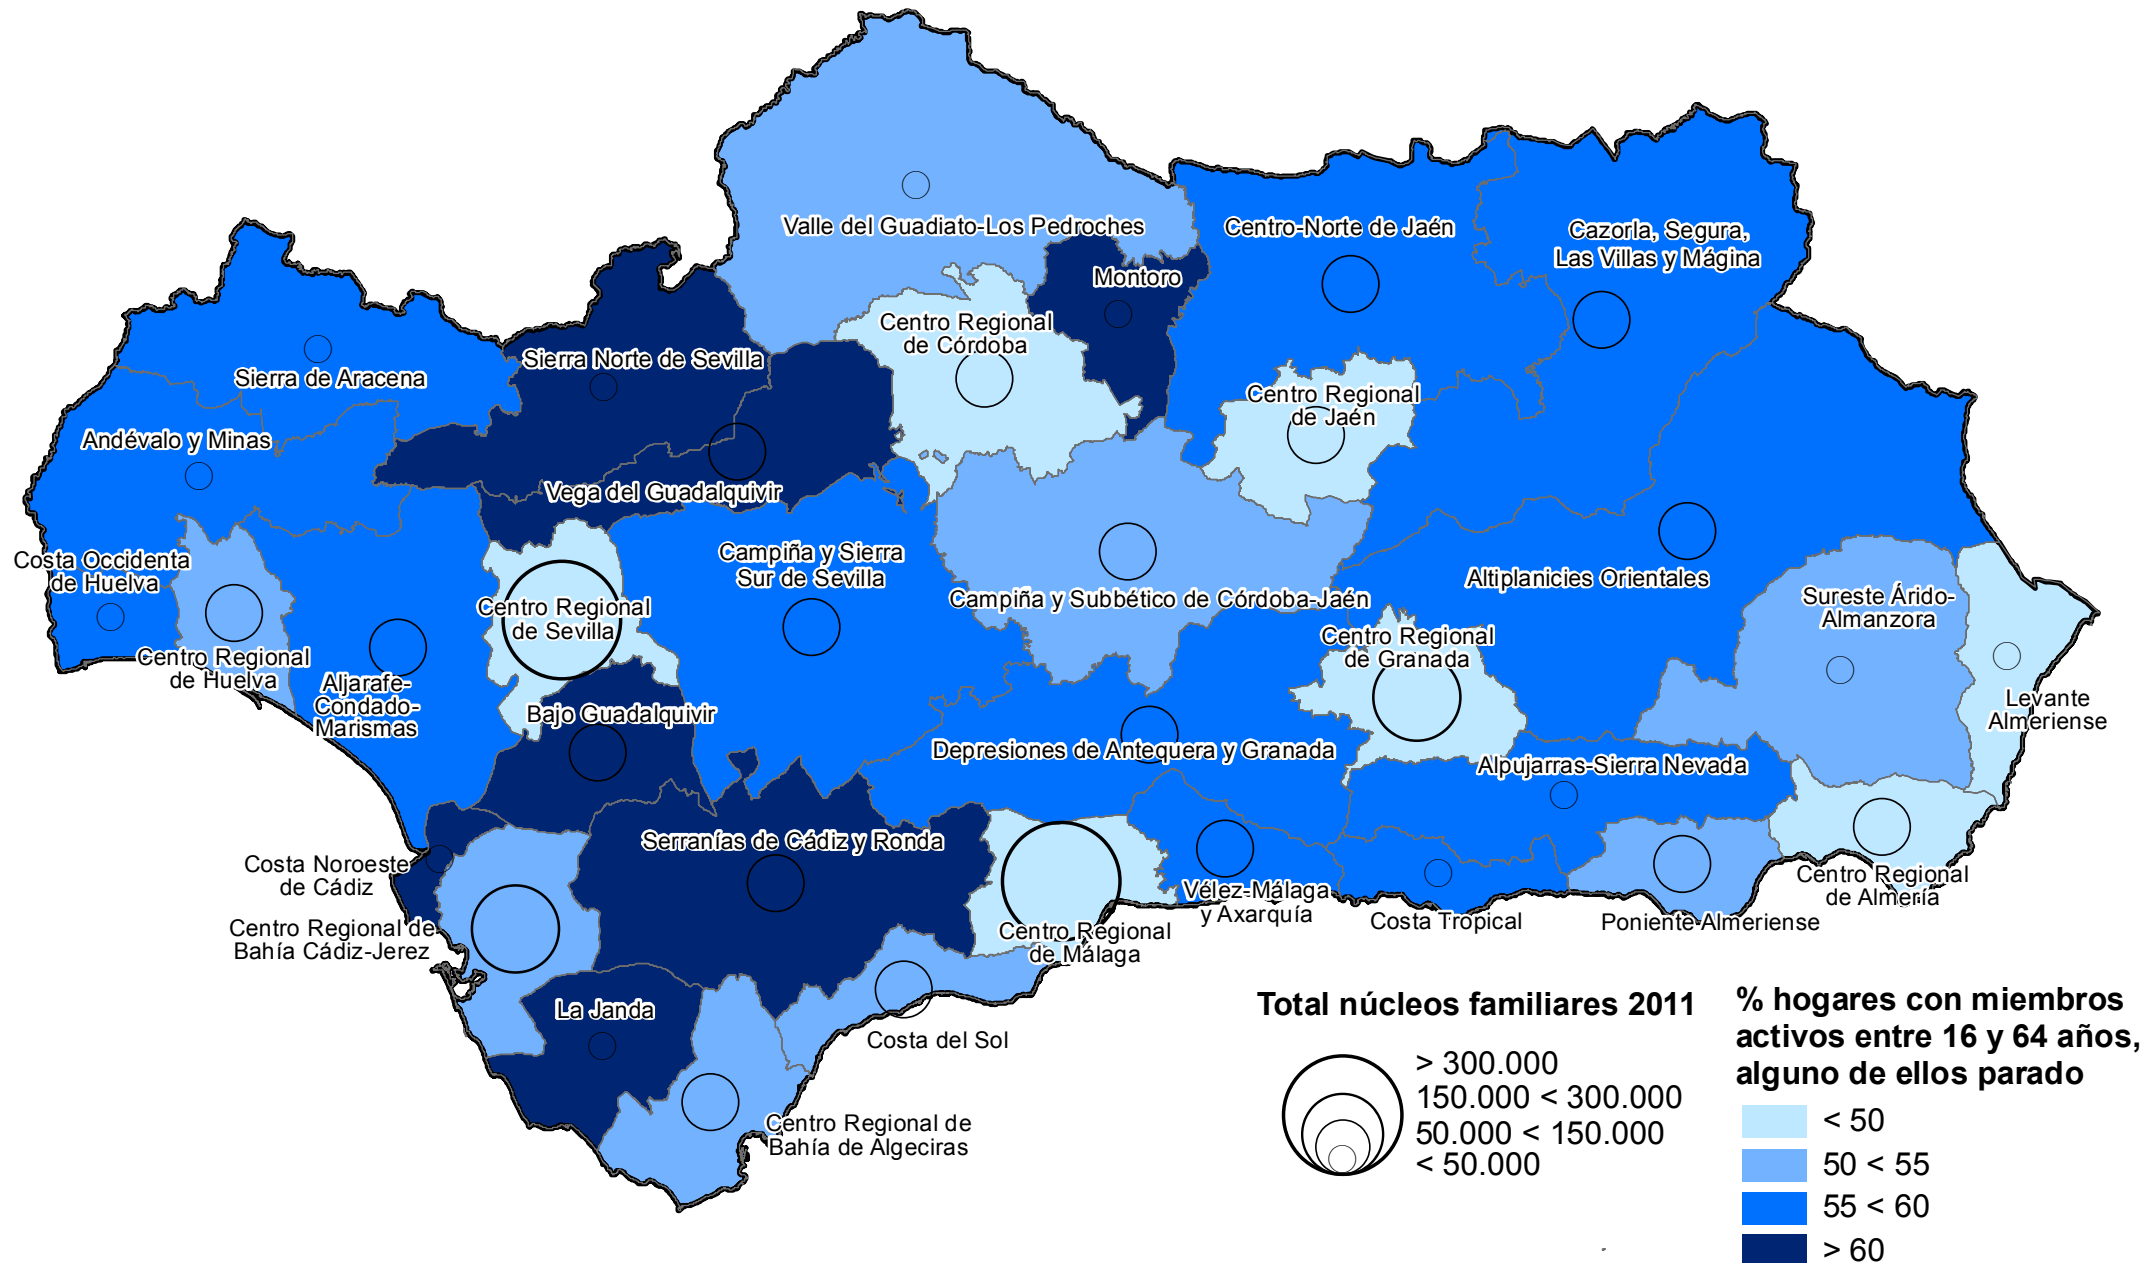 Valle del Guadiato-Los Pedroches
Centro-Norte de Jaén
Cazorla, Segura,
Las Villas y Mágina
Montoro
Centro Regional
de Córdoba
Sierra Norte de Sevilla
Sierra de Aracena
Centro Regional
de Jaén
Andévalo y Minas
Vega del Guadalquivir
Costa Occidenta
de Huelva
Campiña y Sierra
Sur de Sevilla
Altiplanicies Orientales
Campiña y Subbético de Córdoba-Jaén
Sureste Árido-
Almanzora
Centro Regional
de Sevilla
Centro Regional
de Granada
Centro Regional
de Huelva
Aljarafe-
Condado-
Marismas
Bajo Guadalquivir
Levante
Almeriense
Depresiones de Antequera y Granada
Alpujarras-Sierra Nevada
Serranías de Cádiz y Ronda
Costa Noroeste
de Cádiz
Vélez-Málaga
y Axarquía
Costa Tropical
Poniente Almeriense
Centro Regional
de Almería
Centro Regional de
Bahía Cádiz-Jerez
Centro Regional
de Málaga
La Janda
Costa del Sol
Centro Regional de
Bahía de Algeciras
Total núcleos familiares 2011
> 300.000
150.000 < 300.000
50.000 < 150.000
< 50.000
% hogares con miembros
activos entre 16 y 64 años,
alguno de ellos parado
< 50
50 < 55
55 < 60
> 60